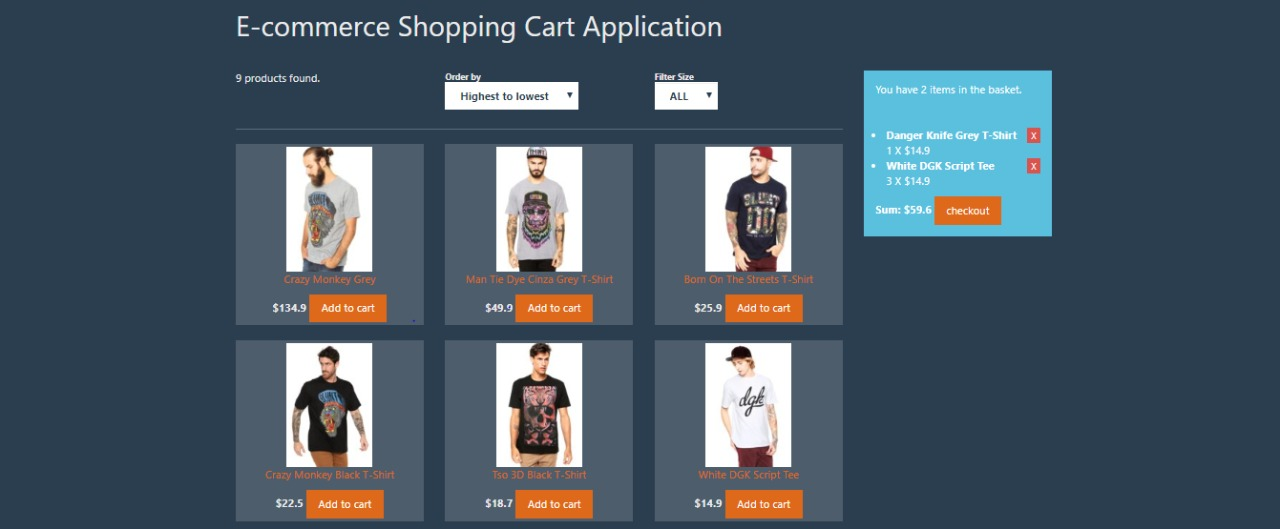 E-commerce Shopping Cart Application
9 products found.
Order by
Highest to lowest
Filter Size
ALL
You have 2 items in the basket.
Danger Knife Grey T-Shirt X
1 X $14.9
White DGK Script Tee X
3 X $14.9
Sum: $59.6 checkout
Crazy Monkey Grey
$134.9 Add to cart
Man Tie Dye Cinza Grey T-Shirt
$49.9 Add to cart
Born On The Streets T-Shirt
$25.9 Add to cart
Crazy Monkey Black T-Shirt
$22.5 Add to cart
Tso 3D Black T-Shirt
$18.7 Add to cart
dgk
White DGK Script Tee
$14.9 Add to cart